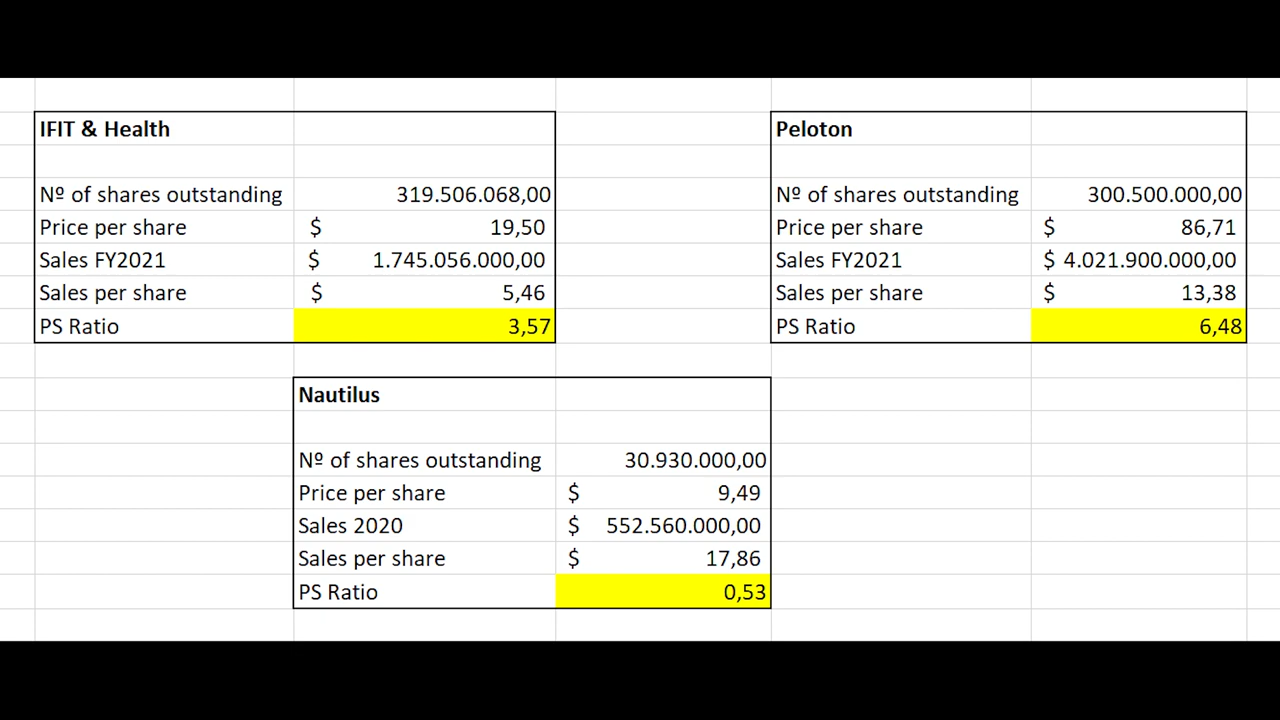 IFIT & Health
Nº of shares outstanding 319.506.068,00
Price per share $ 19,50
Sales FY2021 $ 1.745.056.000,00
Sales per share $ 5,46
PS Ratio 3,57
Peloton
Nº of shares outstanding 300.500.000,00
Price per share $ 86,71
Sales FY2021 $ 4.021.900.000,00
Sales per share $ 13,38
PS Ratio 6,48
Nautilus
Nº of shares outstanding 30.930.000,00
Price per share $ 9,49
Sales 2020 $ 552.560.000,00
Sales per share $ 17,86
PS Ratio 0,53